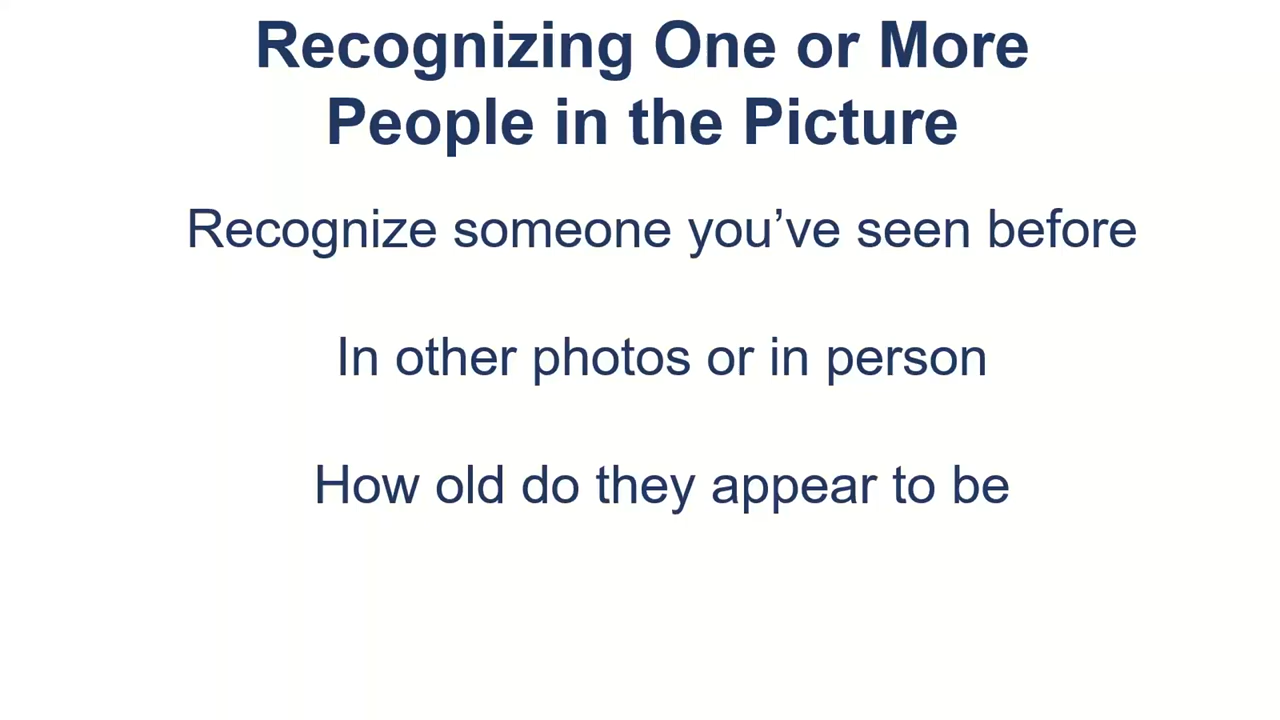 Recognizing One or More
People in the Picture
Recognize someone you’ve seen before
In other photos or in person
How old do they appear to be